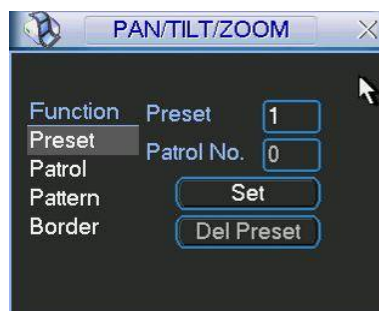 PAN/TILT/ZOOM
Function
Preset
Patrol
Pattern
Border
Preset 1
Patrol No. 0
Set
Del Preset